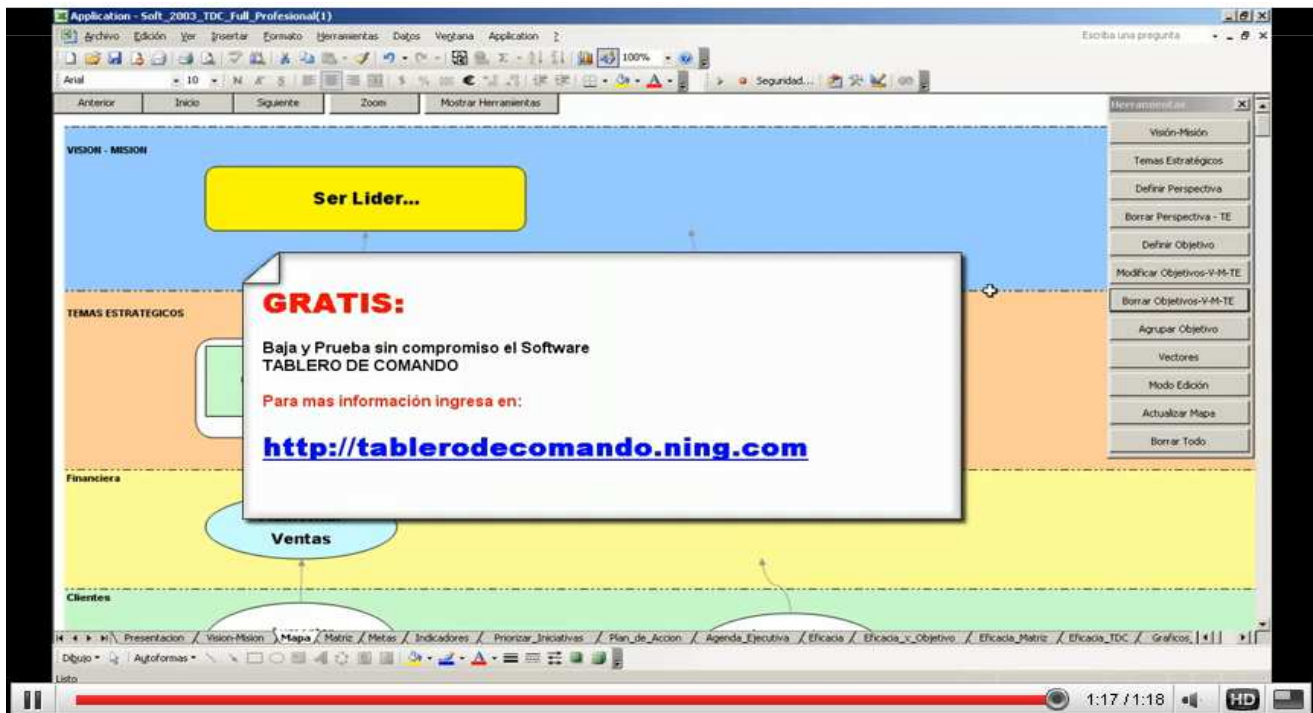 Application - Soft_2003_TDC_Full_Profesional(1)
Archivo Edición Ver Insertar Formato Herramientas Datos Ventana Application ?
Escriba una pregunta
100%
Arial 10 N K S Seguridad...
Anterior Inicio Siguiente Zoom Mostrar Herramientas
Herramientas
Visión-Misión
Temas Estratégicos
Definir Perspectiva
Borrar Perspectiva - TE
Definir Objetivo
Modificar Objetivos-V-M-TE
Borrar Objetivos-V-M-TE
Agrupar Objetivo
Vectores
Modo Edición
Actualizar Mapa
Borrar Todo
VISION - MISION
Ser Lider...
TEMAS ESTRATEGICOS
GRATIS:
Baja y Prueba sin compromiso el Software
TABLERO DE COMANDO
Para mas información ingresa en:
http://tablerodecomando.ning.com
Financiera
Ventas
Clientes
Presentacion / Vision-Mision / Mapa / Matriz / Metas / Indicadores / Priorizar_Iniciativas / Plan_de_Accion / Agenda_Ejecutiva / Eficacia / Eficacia_x_Objetivo / Eficacia_Matriz / Eficacia_TDC / Graficos
Dibujo Autoformas
Listo
1:17 / 1:18 HD